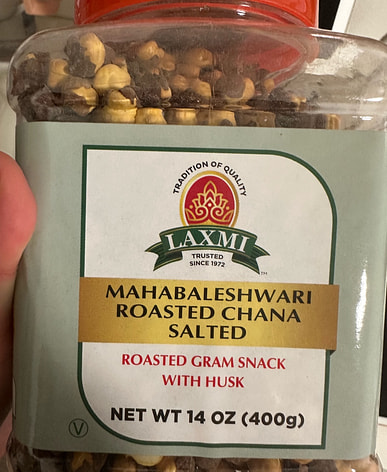 TRADITION OF QUALITY
LAXMI
TRUSTED
SINCE 1972
TM
MAHABALESHWARI
ROASTED CHANA
SALTED
ROASTED GRAM SNACK
WITH HUSK
NET WT 14 OZ (400g)
V